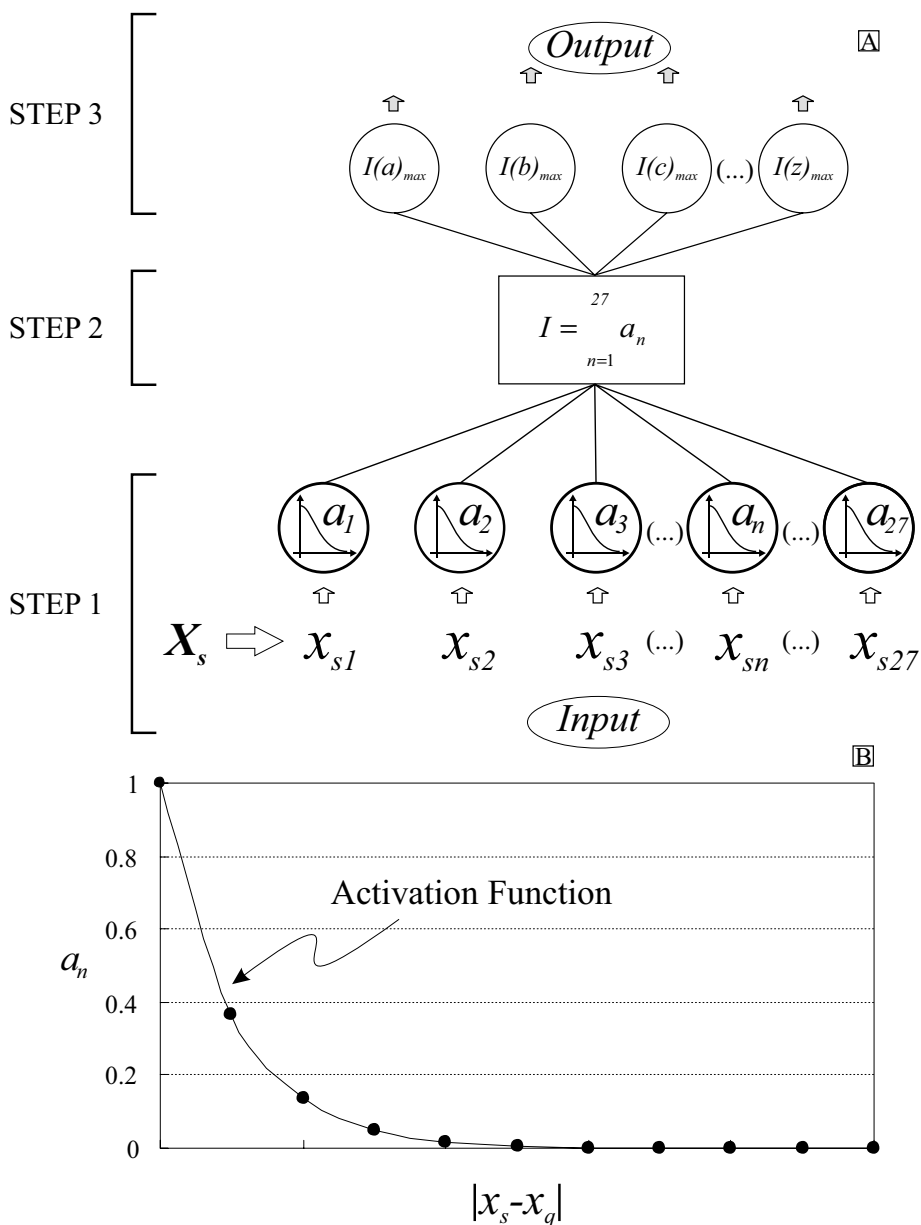 Output
A
STEP 3
I(a)max I(b)max I(c)max (...) I(z)max
STEP 2
27
I = an
n=1
a1 a2 a3 (...) an (...) a27
STEP 1
Xs xs1 xs2 xs3 (...) xsn (...) xs27
Input
B
1
0.8
Activation Function
0.6
an
0.4
0.2
0
|xs-xq|